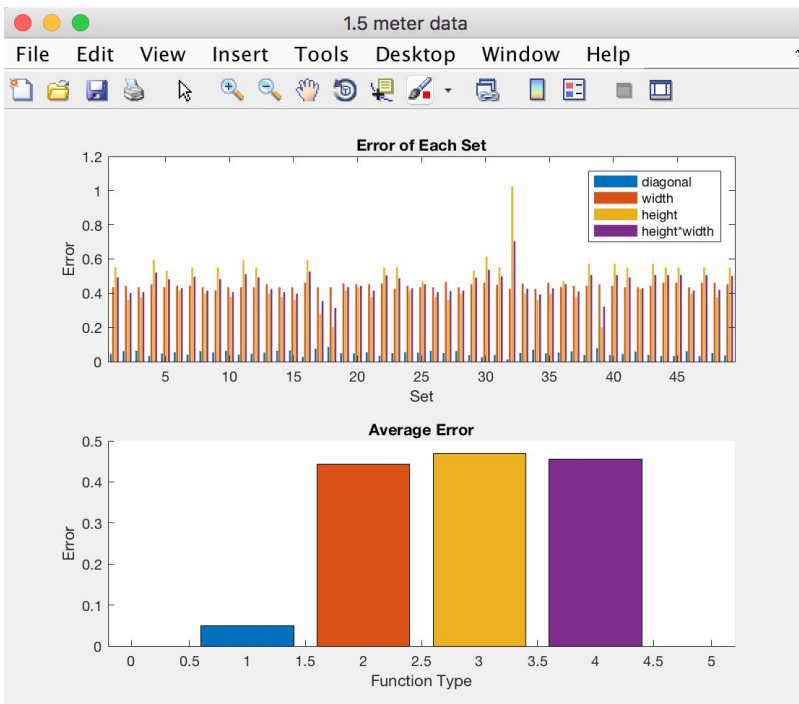 1.5 meter data
File Edit View Insert Tools Desktop Window Help
Error of Each Set
1.2
1
0.8
0.6
0.4
0.2
0
Error
diagonal
width
height
height*width
5 10 15 20 25 30 35 40 45
Set
Average Error
0.5
0.4
0.3
0.2
0.1
0
Error
0 0.5 1 1.5 2 2.5 3 3.5 4 4.5 5
Function Type